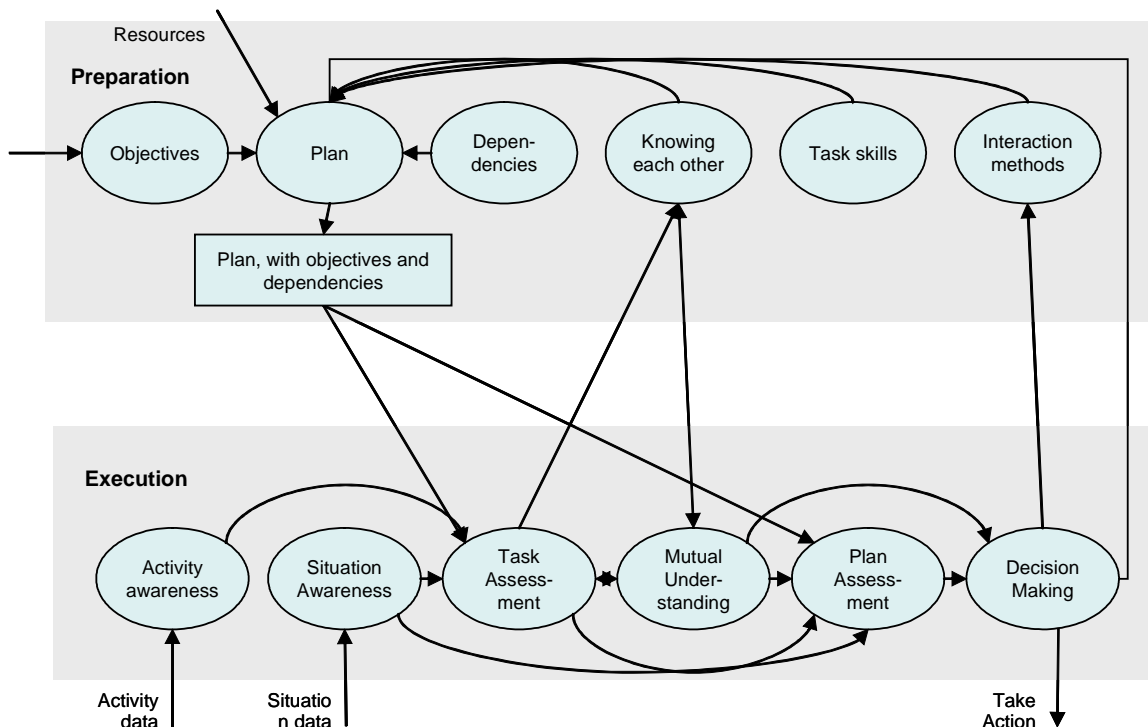 Resources
Preparation
Objectives
Plan
Depen-
dencies
Knowing
each other
Task skills
Interaction
methods
Plan, with objectives and
dependencies
Execution
Activity
awareness
Situation
Awareness
Task
Assess-
ment
Mutual
Under-
standing
Plan
Assess-
ment
Decision
Making
Activity
data
Situatio
n data
Take
Action